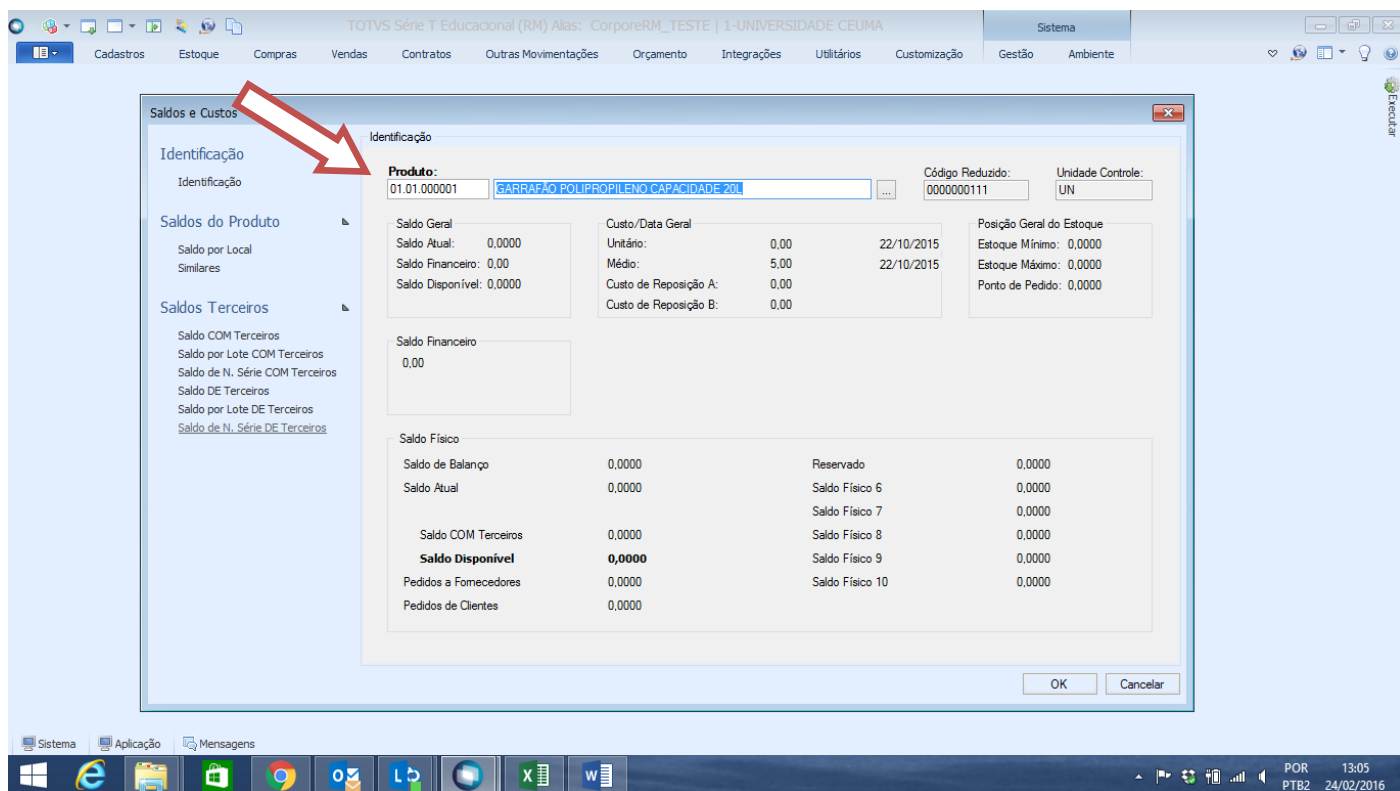 TOTVS Série T Educacional (RM) Alias: CorporeRM_TESTE | 1-UNIVERSIDADE CEUMA
Sistema
Cadastros Estoque Compras Vendas Contratos Outras Movimentações Orçamento Integrações Utilitários Customização Gestão Ambiente
Executar
Saldos e Custos
Identificação
Identificação
Saldos do Produto
Saldo por Local
Similares
Saldos Terceiros
Saldo COM Terceiros
Saldo por Lote COM Terceiros
Saldo de N. Série COM Terceiros
Saldo DE Terceiros
Saldo por Lote DE Terceiros
Saldo de N. Série DE Terceiros
Identificação
Produto: Código Reduzido: Unidade Controle:
01.01.000001 GARRAFÃO POLIPROPILENO CAPACIDADE 20L ... 0000000111 UN
Saldo Geral
Saldo Atual: 0,0000
Saldo Financeiro: 0,00
Saldo Disponível: 0,0000
Custo/Data Geral
Unitário: 0,00 22/10/2015
Médio: 5,00 22/10/2015
Custo de Reposição A: 0,00
Custo de Reposição B: 0,00
Posição Geral do Estoque
Estoque Mínimo: 0,0000
Estoque Máximo: 0,0000
Ponto de Pedido: 0,0000
Saldo Financeiro
0,00
Saldo Físico
Saldo de Balanço 0,0000 Reservado 0,0000
Saldo Atual 0,0000 Saldo Físico 6 0,0000
Saldo Físico 7 0,0000
Saldo COM Terceiros 0,0000 Saldo Físico 8 0,0000
Saldo Disponível 0,0000 Saldo Físico 9 0,0000
Pedidos a Fornecedores 0,0000 Saldo Físico 10 0,0000
Pedidos de Clientes 0,0000
OK Cancelar
Sistema Aplicação Mensagens
POR 13:05
PTB2 24/02/2016